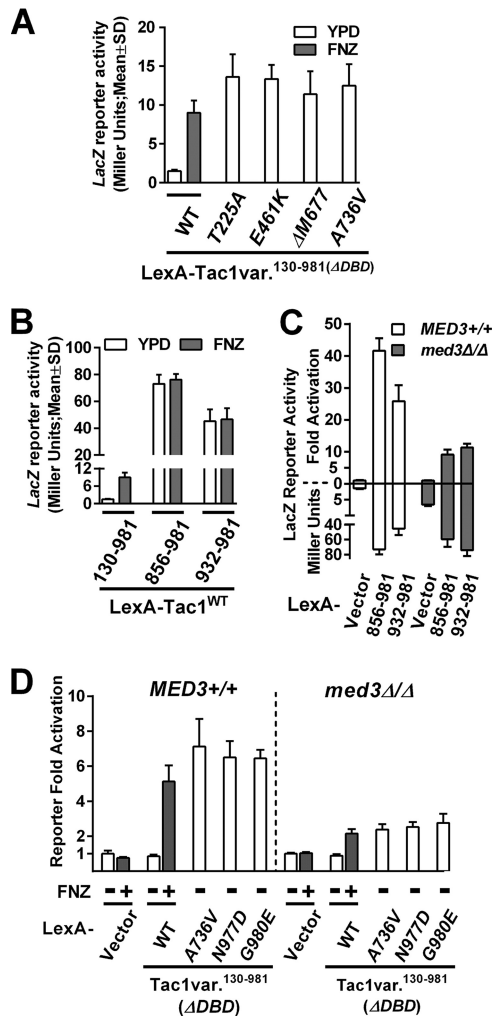 A
LacZ reporter activity
(Miller Units;Mean±SD)
20
15
10
5
0
YPD
FNZ
WT
T225A
E461K
ΔM677
A736V
LexA-Tac1var.130-981(ΔDBD)
B
LacZ reporter activity
(Miller Units;Mean±SD)
100
80
60
40
20
12
6
0
YPD
FNZ
130-981
856-981
932-981
LexA-Tac1WT
C
LacZ Reporter Activity
Miller Units
Fold Activation
50
40
30
20
10
5
0
5
20
40
60
80
MED3+/+
med3Δ/Δ
LexA-
Vector
856-981
932-981
Vector
856-981
932-981
D
Reporter Fold Activation
10
8
6
4
2
1
MED3+/+
med3Δ/Δ
FNZ
- + - + - - - - + - + - - -
LexA-
Vector
WT
A736V
N977D
G980E
Vector
WT
A736V
N977D
G980E
Tac1var.130-981
(ΔDBD)
Tac1var.130-981
(ΔDBD)